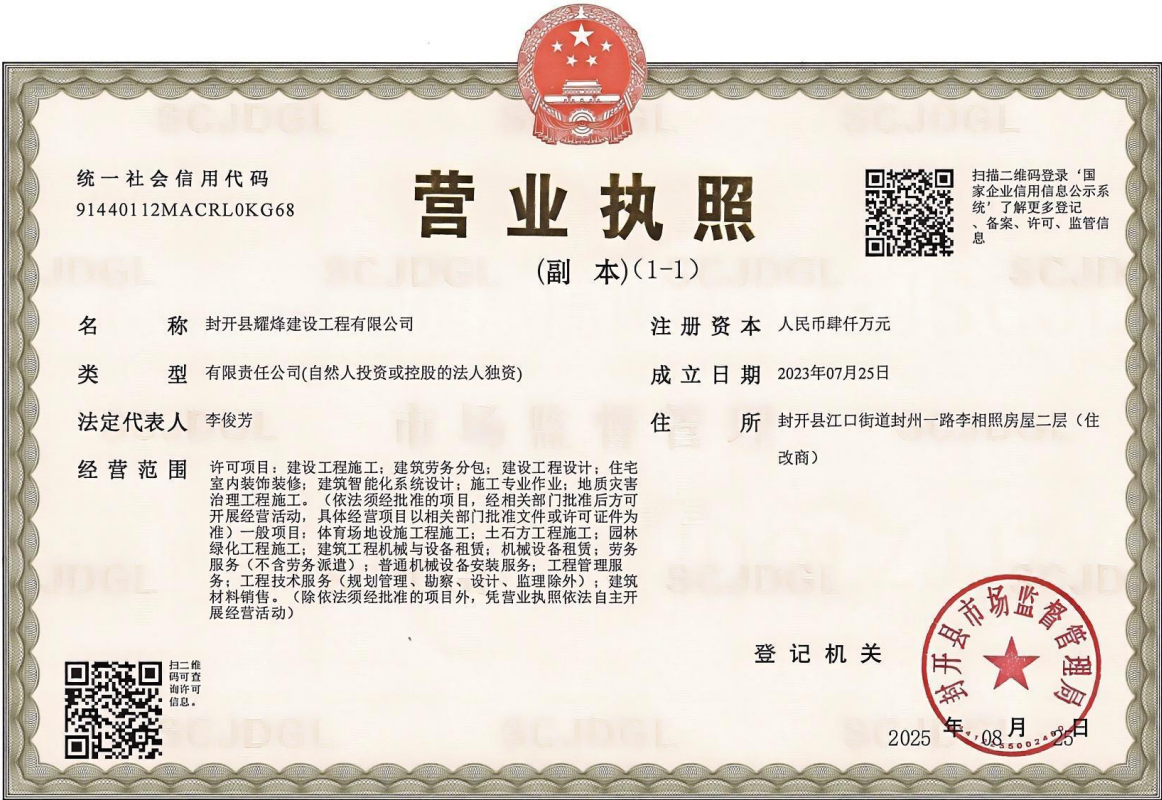 统一社会信用代码
91440112MACRL0KG68
营业执照
(副 本)(1-1)
扫描二维码登录‘国
家企业信用信息公示系
统’了解更多登记
、备案、许可、监管信
息
名 称 封开县耀烽建设工程有限公司
类 型 有限责任公司(自然人投资或控股的法人独资)
法定代表人 李俊芳
经营范围 许可项目：建设工程施工；建筑劳务分包；建设工程设计；住宅
室内装饰装修；建筑智能化系统设计；施工专业作业；地质灾害
治理工程施工。（依法须经批准的项目，经相关部门批准后方可
开展经营活动，具体经营项目以相关部门批准文件或许可证件为
准）一般项目：体育场地设施工程施工；土石方工程施工；园林
绿化工程施工；建筑工程机械与设备租赁；机械设备租赁；劳务
服务（不含劳务派遣）；普通机械设备安装服务；工程管理服
务；工程技术服务（规划管理、勘察、设计、监理除外）；建筑
材料销售。（除依法须经批准的项目外，凭营业执照依法自主开
展经营活动）
注册资本 人民币肆仟万元
成立日期 2023年07月25日
住 所 封开县江口街道封州一路李相照房屋二层（住
改商）
扫二维
码可查
询许可
信息。
登记机关
封开县市场监督管理局
2025 年 08 月 25 日
SCJDGL
市场监督管理